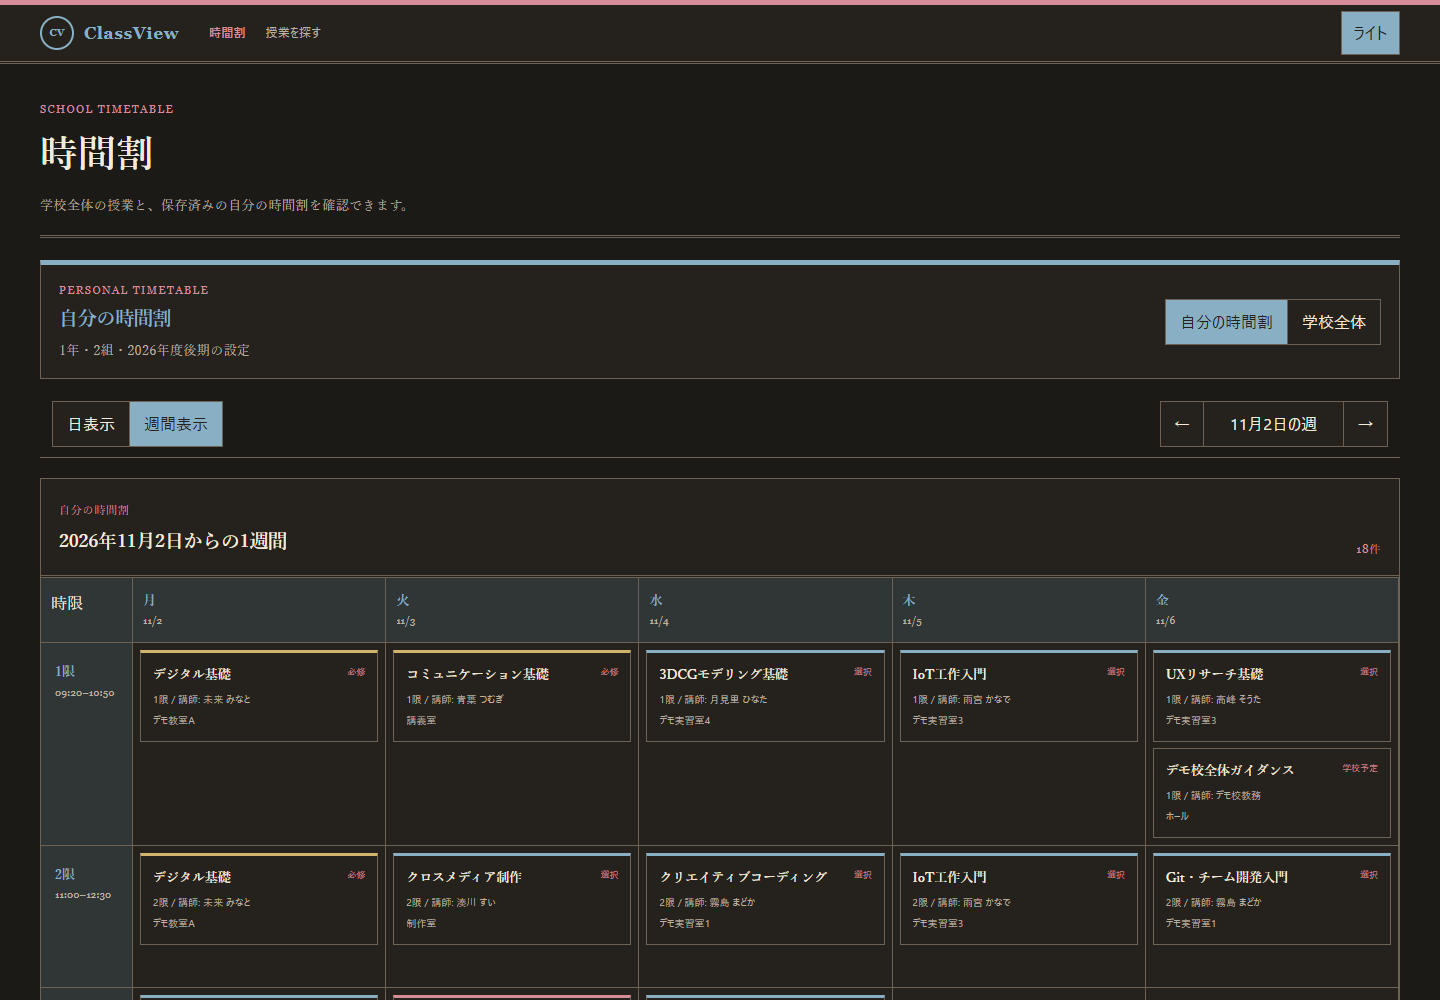 CV ClassView 時間割 授業を探す ライト
SCHOOL TIMETABLE
時間割
学校全体の授業と、保存済みの自分の時間割を確認できます。
PERSONAL TIMETABLE
自分の時間割
1年・2組・2026年度後期の設定
自分の時間割 学校全体
日表示 週間表示
← 11月2日の週 →
自分の時間割
2026年11月2日からの1週間
18件
時限 月 火 水 木 金
11/2 11/3 11/4 11/5 11/6
1限
09:20–10:50
デジタル基礎 必修
1限 / 講師: 未来 みなと
デモ教室A
コミュニケーション基礎 必修
1限 / 講師: 青葉 つむぎ
講義室
3DCGモデリング基礎 選択
1限 / 講師: 月見里 ひなた
デモ実習室4
IoT工作入門 選択
1限 / 講師: 雨宮 かなで
デモ実習室3
UXリサーチ基礎 選択
1限 / 講師: 高峰 そうた
デモ実習室3
デモ校全体ガイダンス 学校予定
1限 / 講師: デモ校教務
ホール
2限
11:00–12:30
デジタル基礎 必修
2限 / 講師: 未来 みなと
デモ教室A
クロスメディア制作 選択
2限 / 講師: 湊川 すい
制作室
クリエイティブコーディング 選択
2限 / 講師: 霧島 まどか
デモ実習室1
IoT工作入門 選択
2限 / 講師: 雨宮 かなで
デモ実習室3
Git・チーム開発入門 選択
2限 / 講師: 霧島 まどか
デモ実習室1